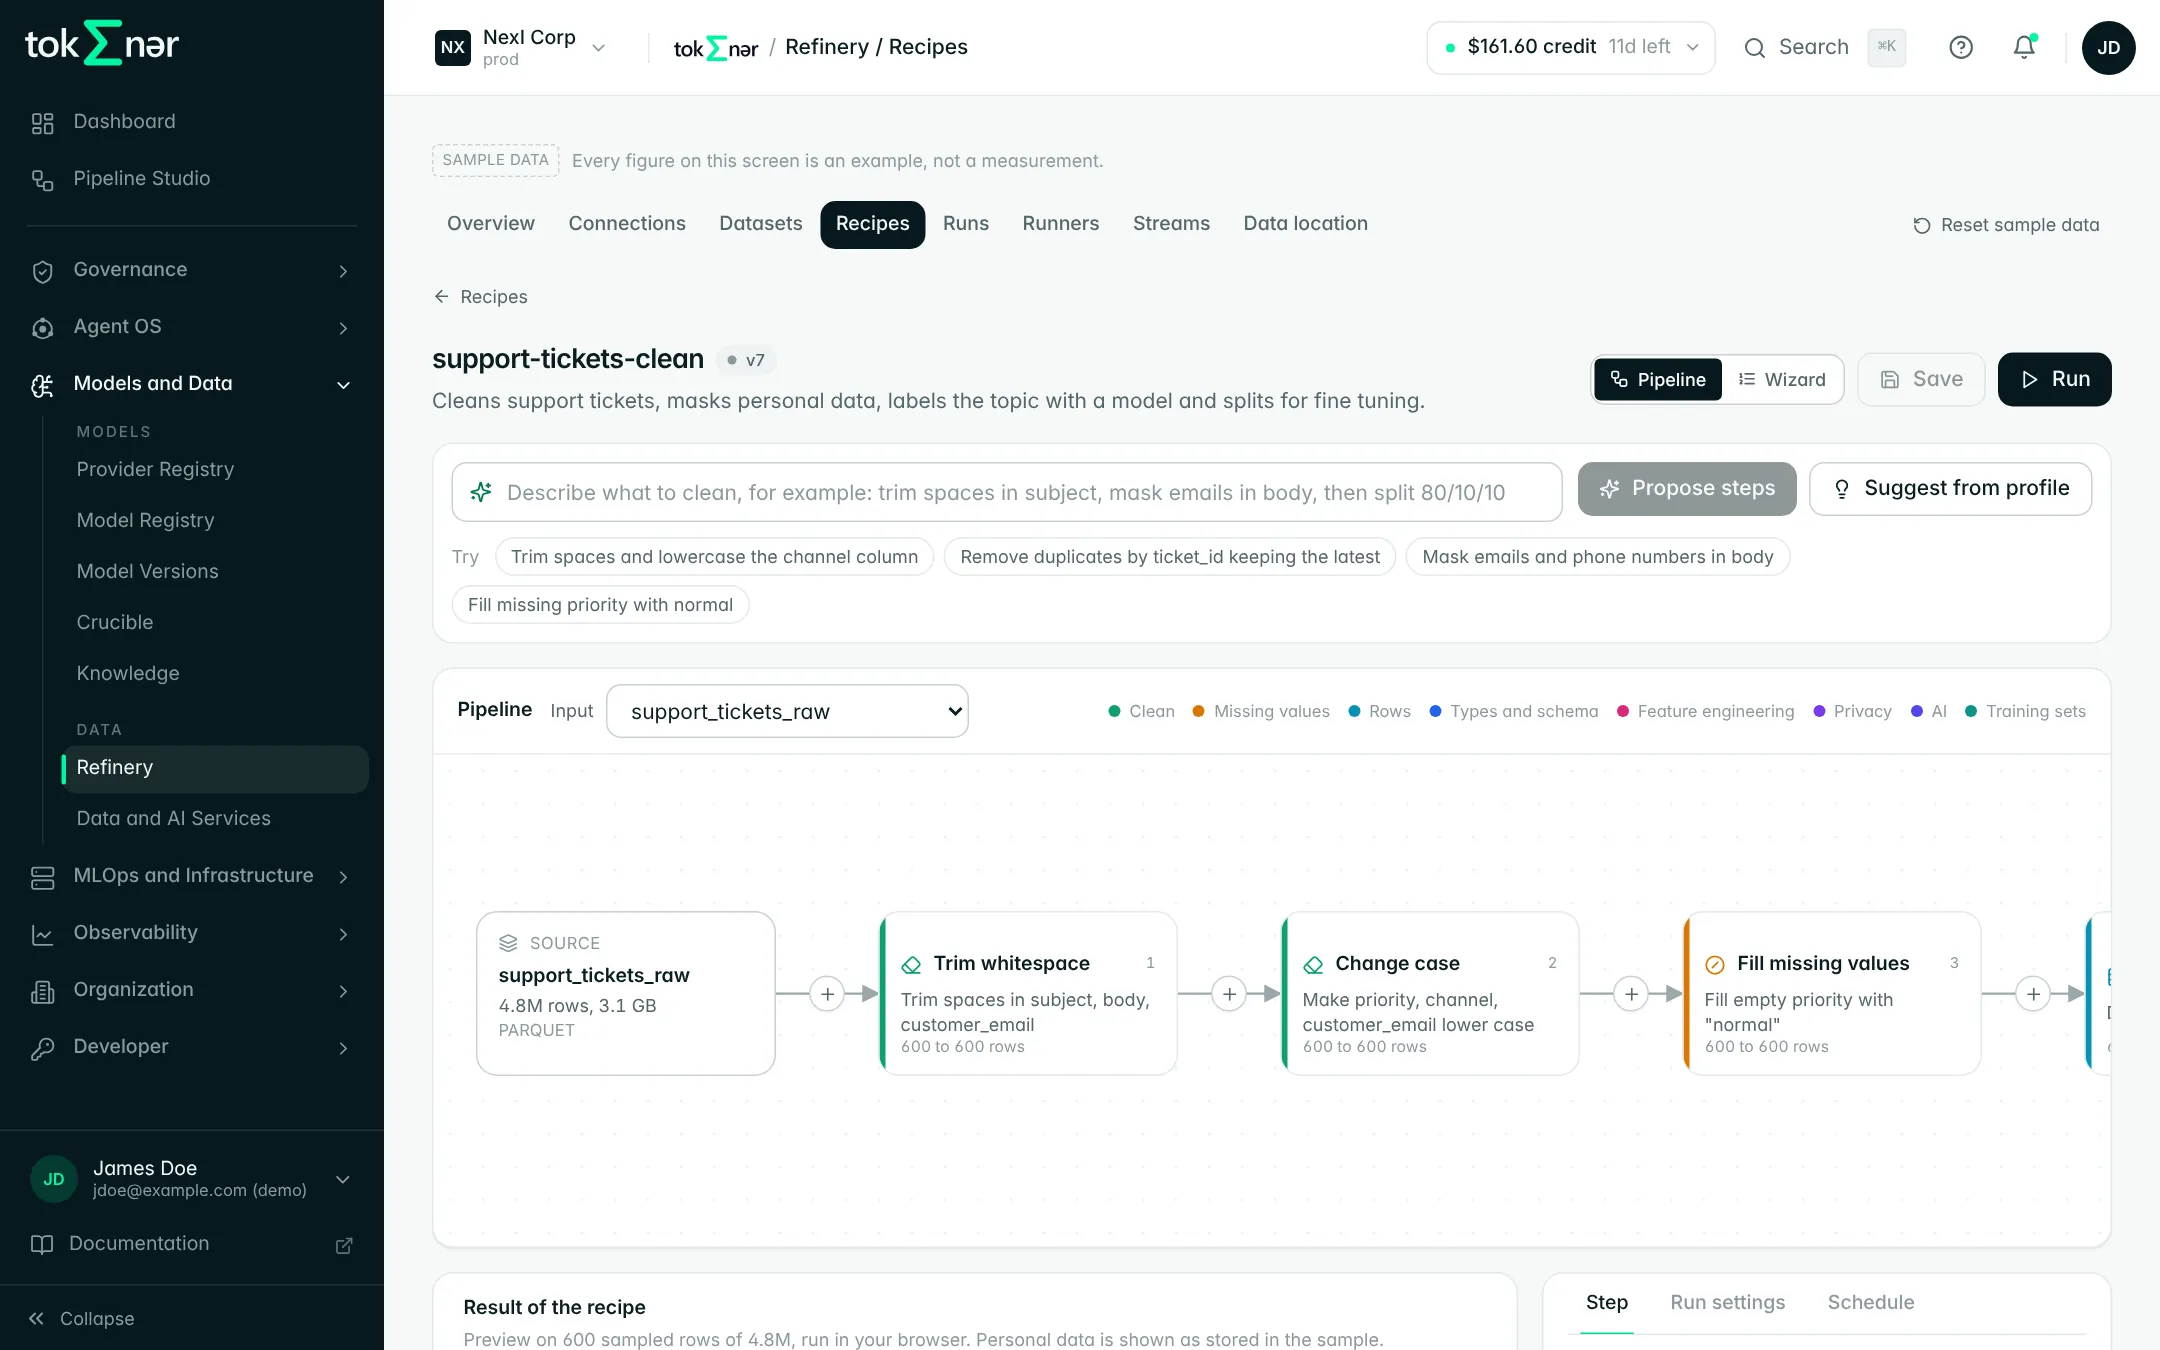 tokΣnər
Dashboard
Pipeline Studio
Governance
Agent OS
Models and Data
MODELS
Provider Registry
Model Registry
Model Versions
Crucible
Knowledge
DATA
Refinery
Data and AI Services
MLOps and Infrastructure
Observability
Organization
Developer
JD
James Doe
jdoe@example.com (demo)
Documentation
Collapse
NX
Nexl Corp
prod
tokΣnər / Refinery / Recipes
$161.60 credit 11d left
Search
⌘K
JD
SAMPLE DATA Every figure on this screen is an example, not a measurement.
Overview Connections Datasets Recipes Runs Runners Streams Data location
Reset sample data
Recipes
support-tickets-clean v7
Cleans support tickets, masks personal data, labels the topic with a model and splits for fine tuning.
Pipeline Wizard Save Run
Describe what to clean, for example: trim spaces in subject, mask emails in body, then split 80/10/10
Propose steps Suggest from profile
Try Trim spaces and lowercase the channel column Remove duplicates by ticket_id keeping the latest Mask emails and phone numbers in body
Fill missing priority with normal
Pipeline Input support_tickets_raw
Clean Missing values Rows Types and schema Feature engineering Privacy AI Training sets
SOURCE
support_tickets_raw
4.8M rows, 3.1 GB
PARQUET
Trim whitespace 1
Trim spaces in subject, body,
customer_email
600 to 600 rows
Change case 2
Make priority, channel,
customer_email lower case
600 to 600 rows
Fill missing values 3
Fill empty priority with
"normal"
600 to 600 rows
Result of the recipe
Preview on 600 sampled rows of 4.8M, run in your browser. Personal data is shown as stored in the sample.
Step Run settings Schedule